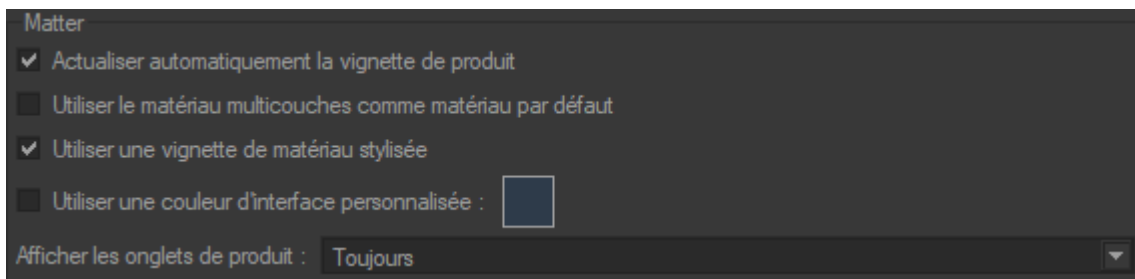 Matter
Actualiser automatiquement la vignette de produit
Utiliser le matériau multicouches comme matériau par défaut
Utiliser une vignette de matériau stylisée
Utiliser une couleur d'interface personnalisée :
Afficher les onglets de produit : Toujours